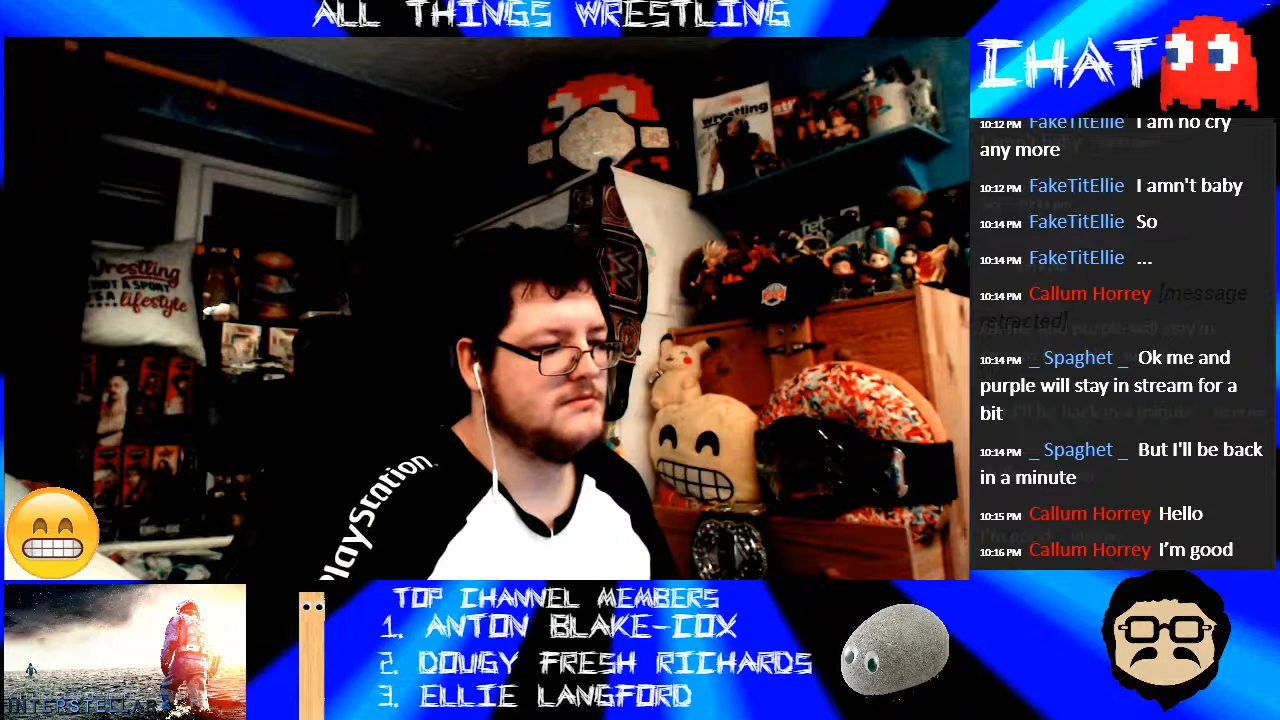 ALL THINGS WRESTLING
CHAT
10:12 PM FakeTitEllie I am no cry
any more
10:12 PM FakeTitEllie I amn't baby
10:14 PM FakeTitEllie So
10:14 PM FakeTitEllie ...
10:14 PM Callum Horrey [message
retracted]
10:14 PM _ Spaghet _ Ok me and
purple will stay in stream for a
bit
10:14 PM _ Spaghet _ But I'll be back
in a minute
10:15 PM Callum Horrey Hello
10:16 PM Callum Horrey I’m good
wrestling
Wrestling
NOT A SPORT
IT'S A lifestyle
PlayStation
INTERSTELLAR
TOP CHANNEL MEMBERS
1. ANTON BLAKE-COX
2. DOUGY FRESH RICHARDS
3. ELLIE LANGFORD